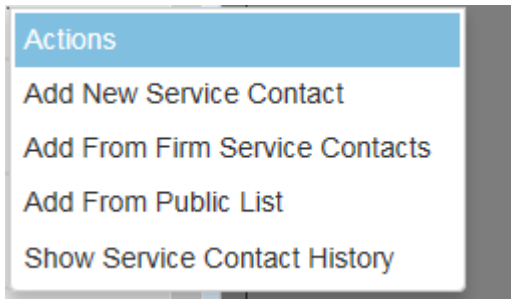 Actions
Add New Service Contact
Add From Firm Service Contacts
Add From Public List
Show Service Contact History